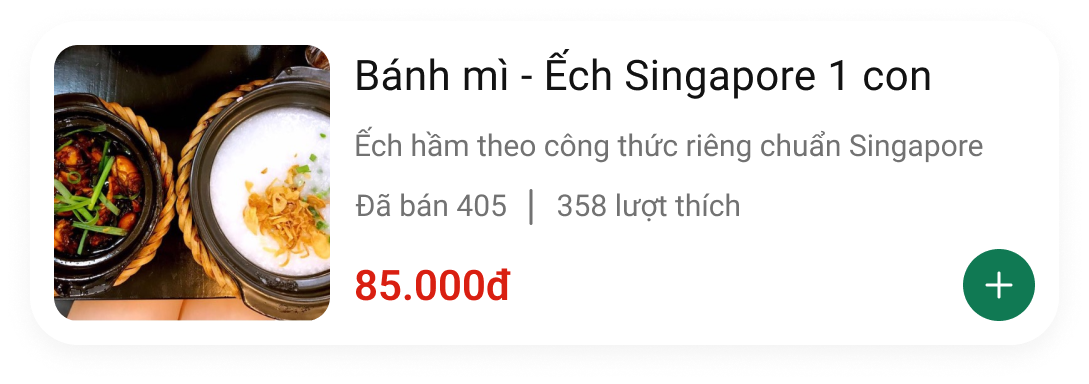 Bánh mì - Ếch Singapore 1 con
Ếch hầm theo công thức riêng chuẩn Singapore
Đã bán 405 | 358 lượt thích
85.000đ